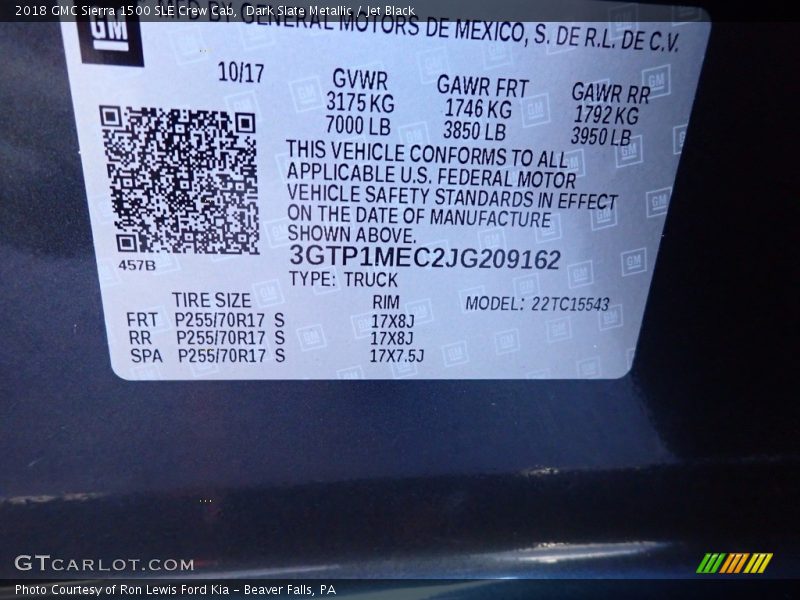 2018 GMC Sierra 1500 SLE Crew Cab, Dark Slate Metallic / Jet Black
GM
MFD BY GENERAL MOTORS DE MEXICO, S. DE R.L. DE C.V.
10/17
GVWR
3175 KG
7000 LB
GAWR FRT
1746 KG
3850 LB
GAWR RR
1792 KG
3950 LB
THIS VEHICLE CONFORMS TO ALL
APPLICABLE U.S. FEDERAL MOTOR
VEHICLE SAFETY STANDARDS IN EFFECT
ON THE DATE OF MANUFACTURE
SHOWN ABOVE.
457B
3GTP1MEC2JG209162
TYPE: TRUCK
TIRE SIZE RIM MODEL: 22TC15543
FRT P255/70R17 S 17X8J
RR P255/70R17 S 17X8J
SPA P255/70R17 S 17X7.5J
GTCARLOT.COM
Photo Courtesy of Ron Lewis Ford Kia - Beaver Falls, PA